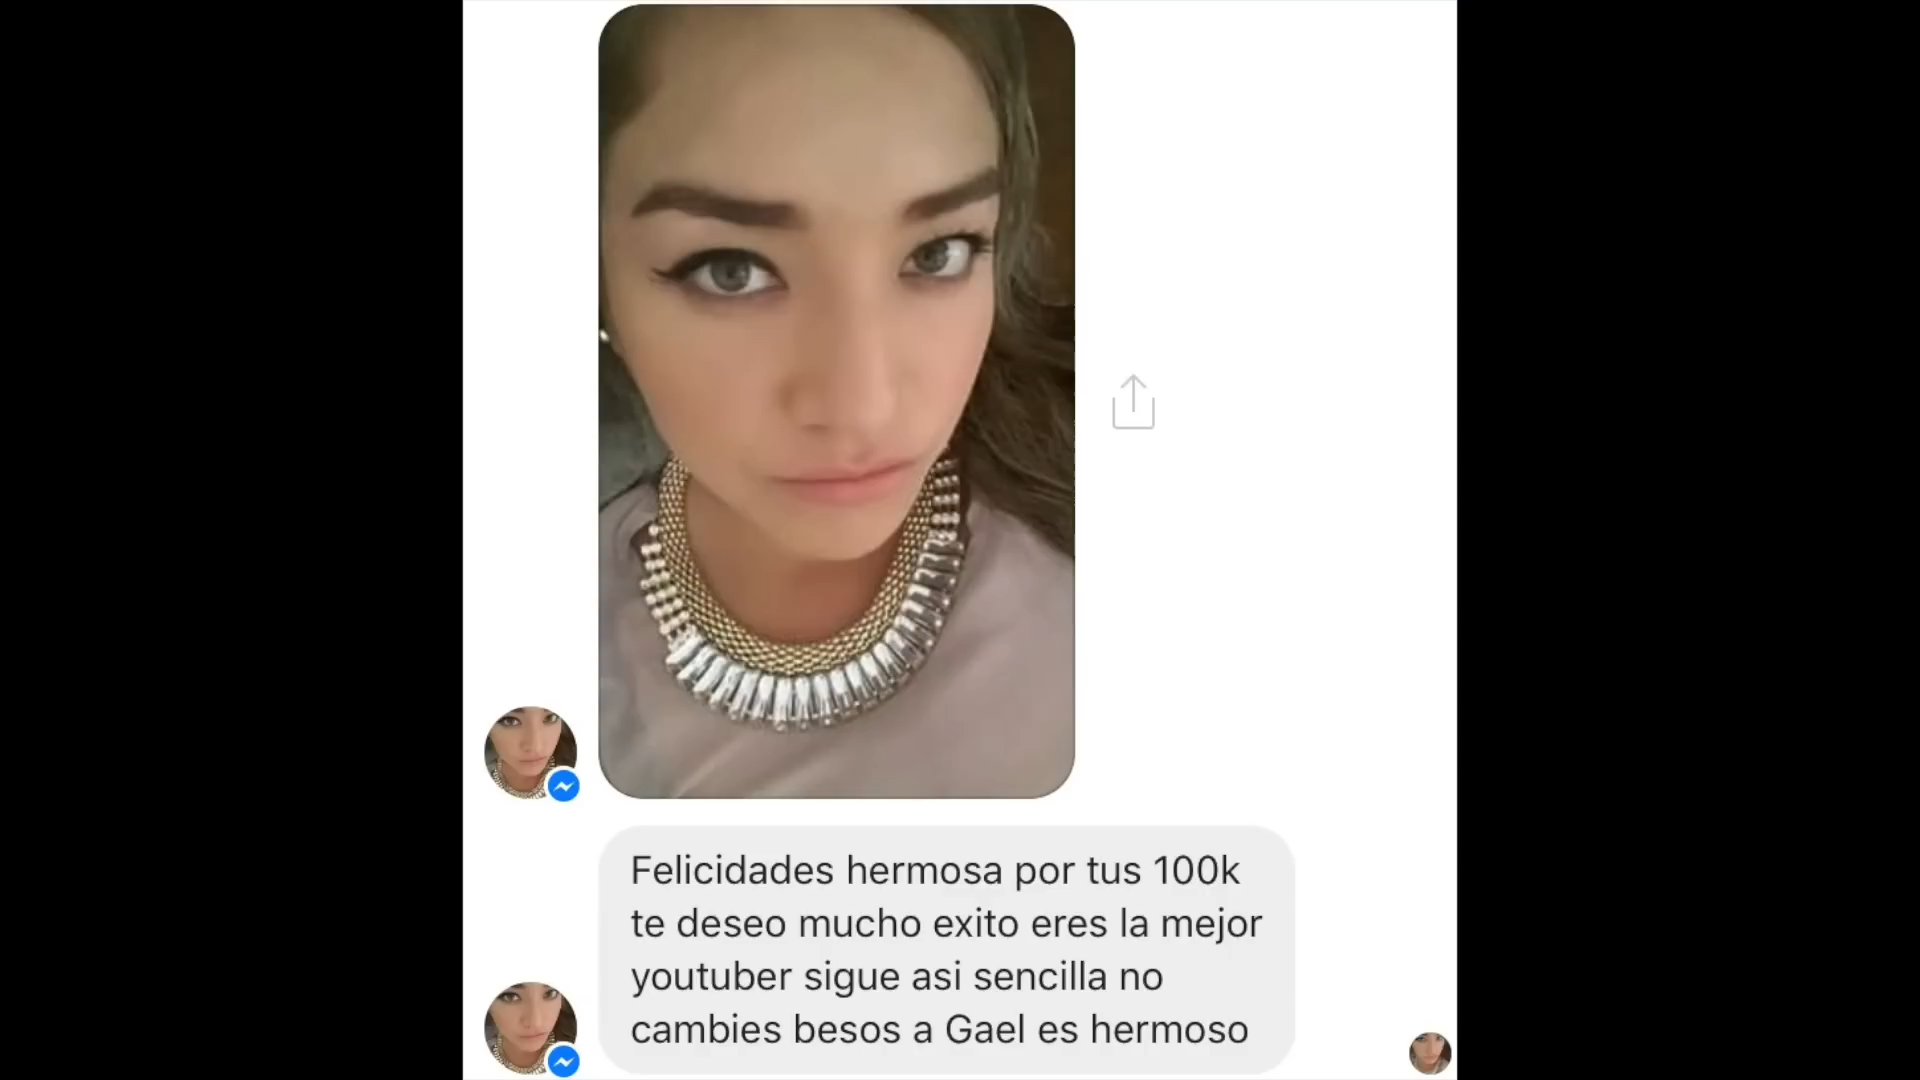 Felicidades hermosa por tus 100k
te deseo mucho exito eres la mejor
youtuber sigue asi sencilla no
cambies besos a Gael es hermoso